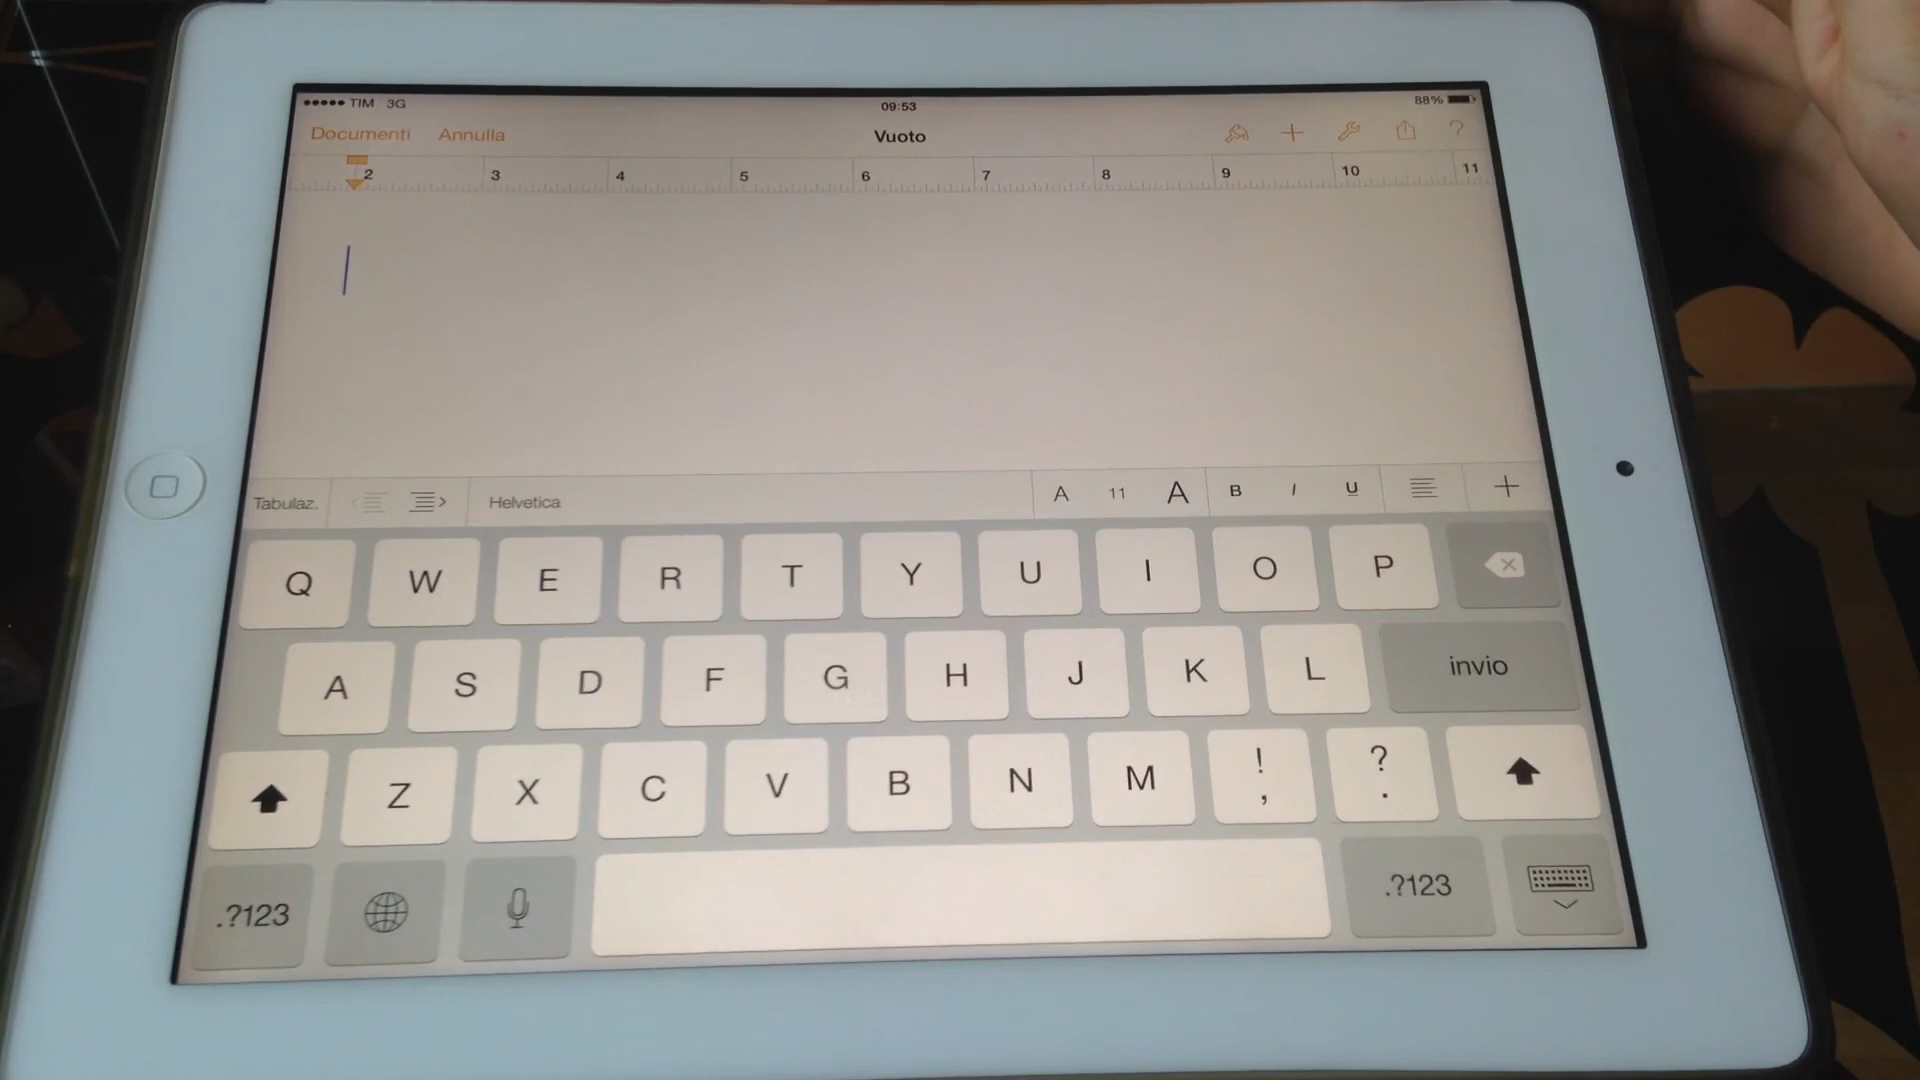 TIM 3G 09:53 88%
Documenti Annulla Vuoto ?
2 3 4 5 6 7 8 9 10 11
Tabulaz. Helvetica A 11 A B I U
Q W E R T Y U I O P
A S D F G H J K L invio
Z X C V B N M ! , ? .
.?123 .?123